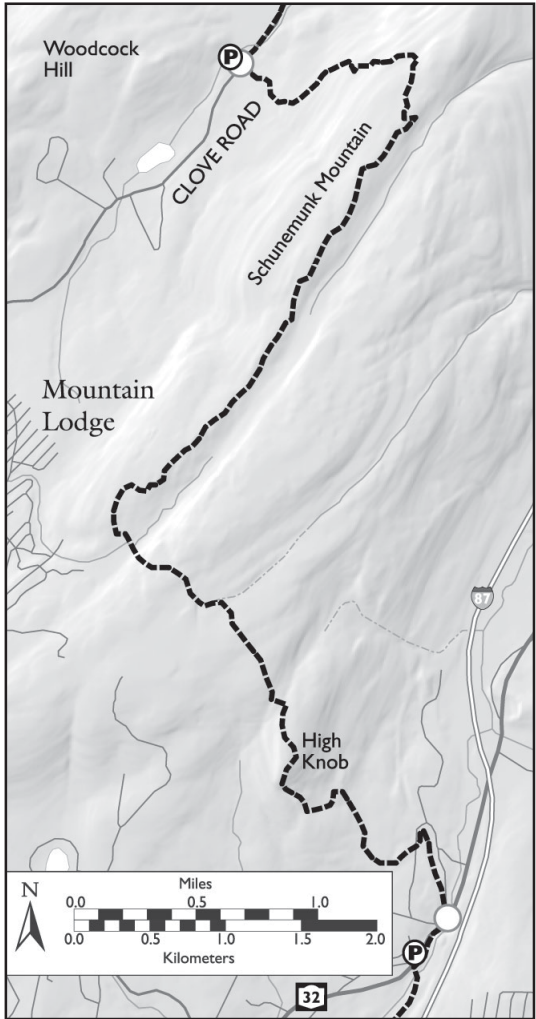 Woodcock
Hill
P
CLOVE ROAD
Schunemunk Mountain
Mountain
Lodge
87
High
Knob
N
Miles
0.0 0.5 1.0
0.0 0.5 1.0 1.5 2.0
Kilometers
P
32